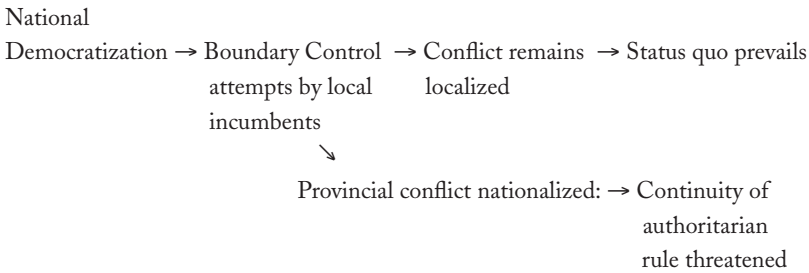 National
Democratization → Boundary Control → Conflict remains → Status quo prevails
attempts by local localized
incumbents
↘
Provincial conflict nationalized: → Continuity of
authoritarian
rule threatened